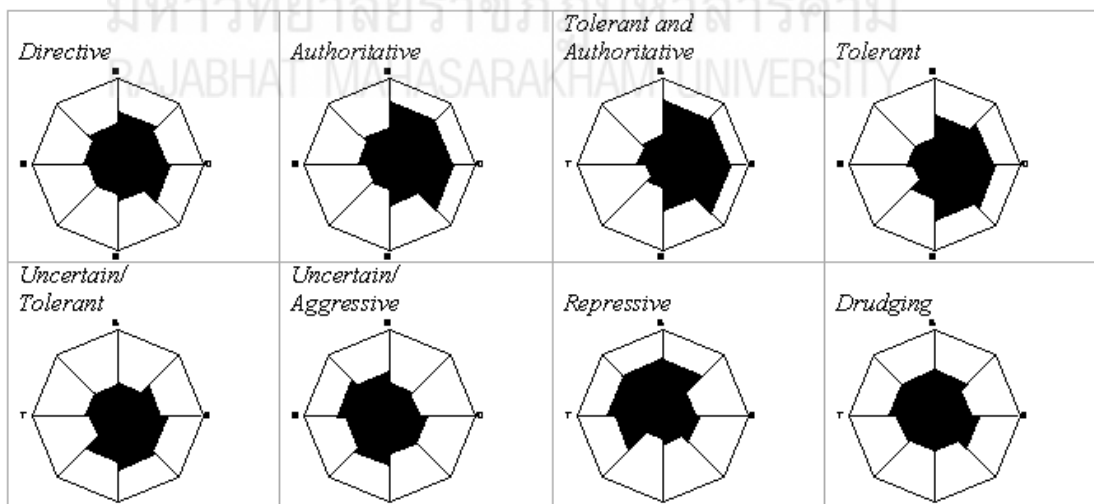 มหาวิทยาลัยราชภัฏมหาสารคาม
RAJABHAT MAHASARAKHAM UNIVERSITY
Directive
Authoritative
Tolerant and
Authoritative
Tolerant
Uncertain/
Tolerant
Uncertain/
Aggressive
Repressive
Drudging